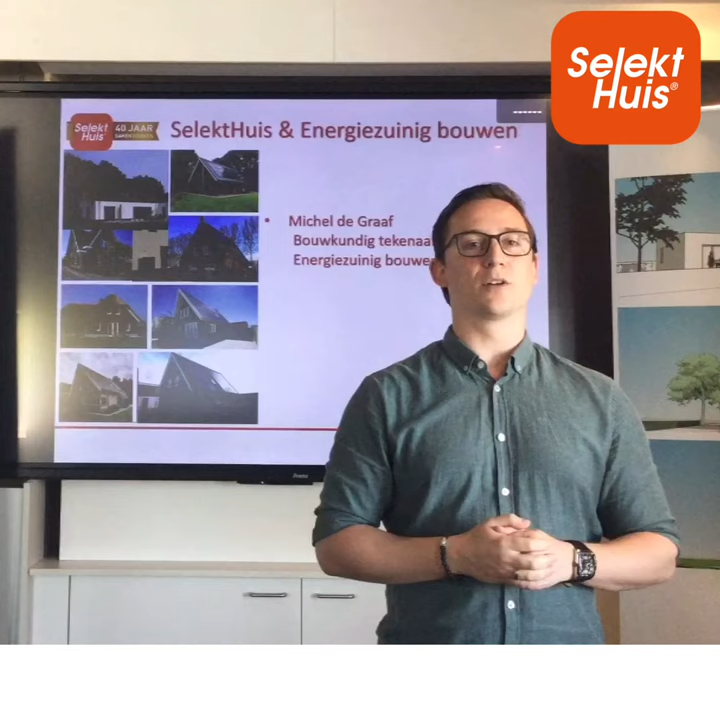 Selekt
Huis®
Selekt
Huis
40 JAAR
SelektHuis & Energiezuinig bouwen
• Michel de Graaf
Bouwkundig tekenaa
Energiezuinig bouwe